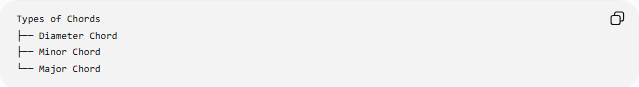 Types of Chords
├── Diameter Chord
├── Minor Chord
└── Major Chord